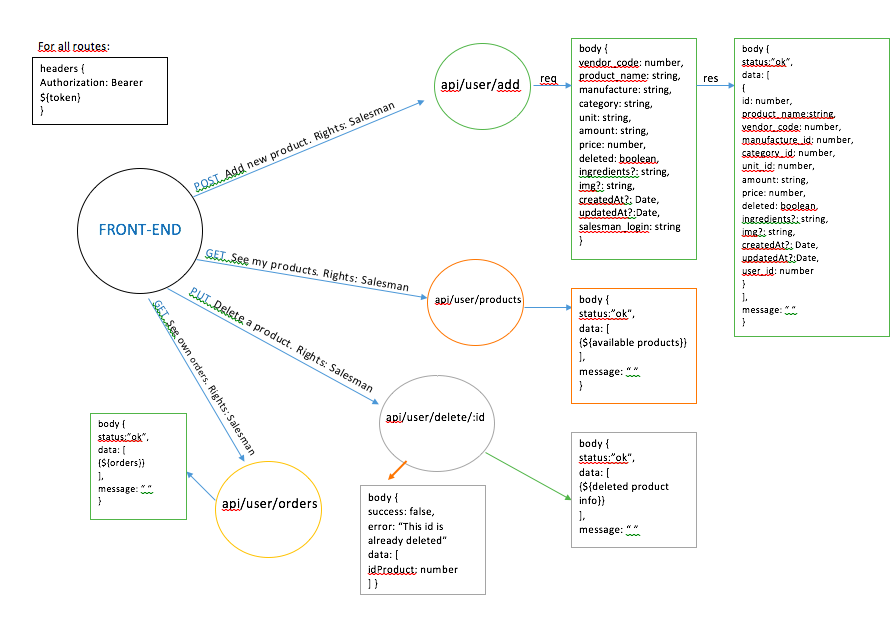 For all routes:
headers {
Authorization: Bearer
${token}
}
FRONT-END
POST Add new product. Rights: Salesman
api/user/add
req
body {
vendor_code: number,
product_name: string,
manufacture: string,
category: string,
unit: string,
amount: string,
price: number,
deleted: boolean,
ingredients?: string,
img?: string,
createdAt?: Date,
updatedAt?:Date,
salesman_login: string
}
res
body {
status:”ok”,
data: [
{
id: number,
product_name:string,
vendor_code: number,
manufacture_id: number,
category_id: number,
unit_id: number,
amount: string,
price: number,
deleted: boolean,
ingredients?: string,
img?: string,
createdAt?: Date,
updatedAt?:Date,
user_id: number
}
],
message: “ “
}
GET See my products. Rights: Salesman
api/user/products
body {
status:”ok”,
data: [
{${available products}}
],
message: “ “
}
PUT Delete a product. Rights: Salesman
api/user/delete/:id
body {
success: false,
error: “This id is
already deleted”
data: [
idProduct: number
] }
body {
status:”ok”,
data: [
{${deleted product
info}}
],
message: “ “
GET See own orders. Rights: Salesman
api/user/orders
body {
status:”ok”,
data: [
{${orders}}
],
message: “ “
}